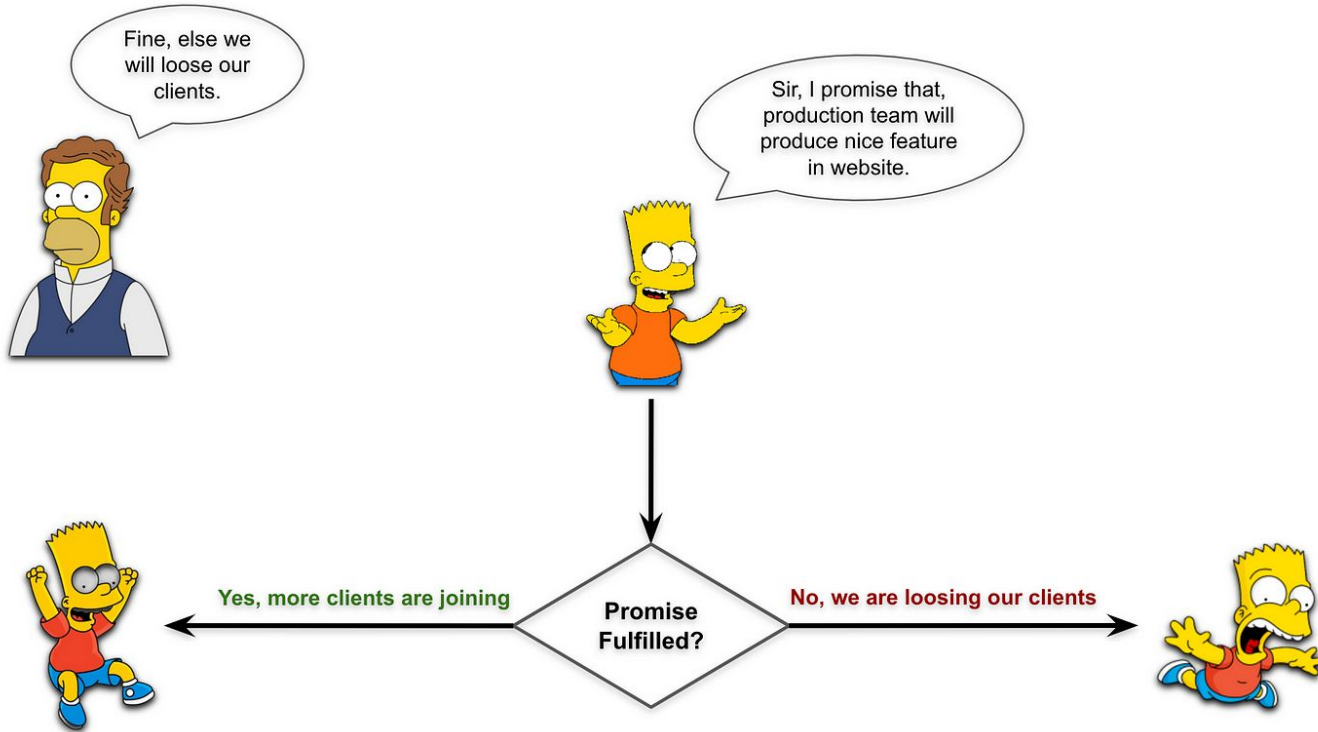 Fine, else we
will loose our
clients.
Sir, I promise that,
production team will
produce nice feature
in website.
Yes, more clients are joining
Promise
Fulfilled?
No, we are loosing our clients